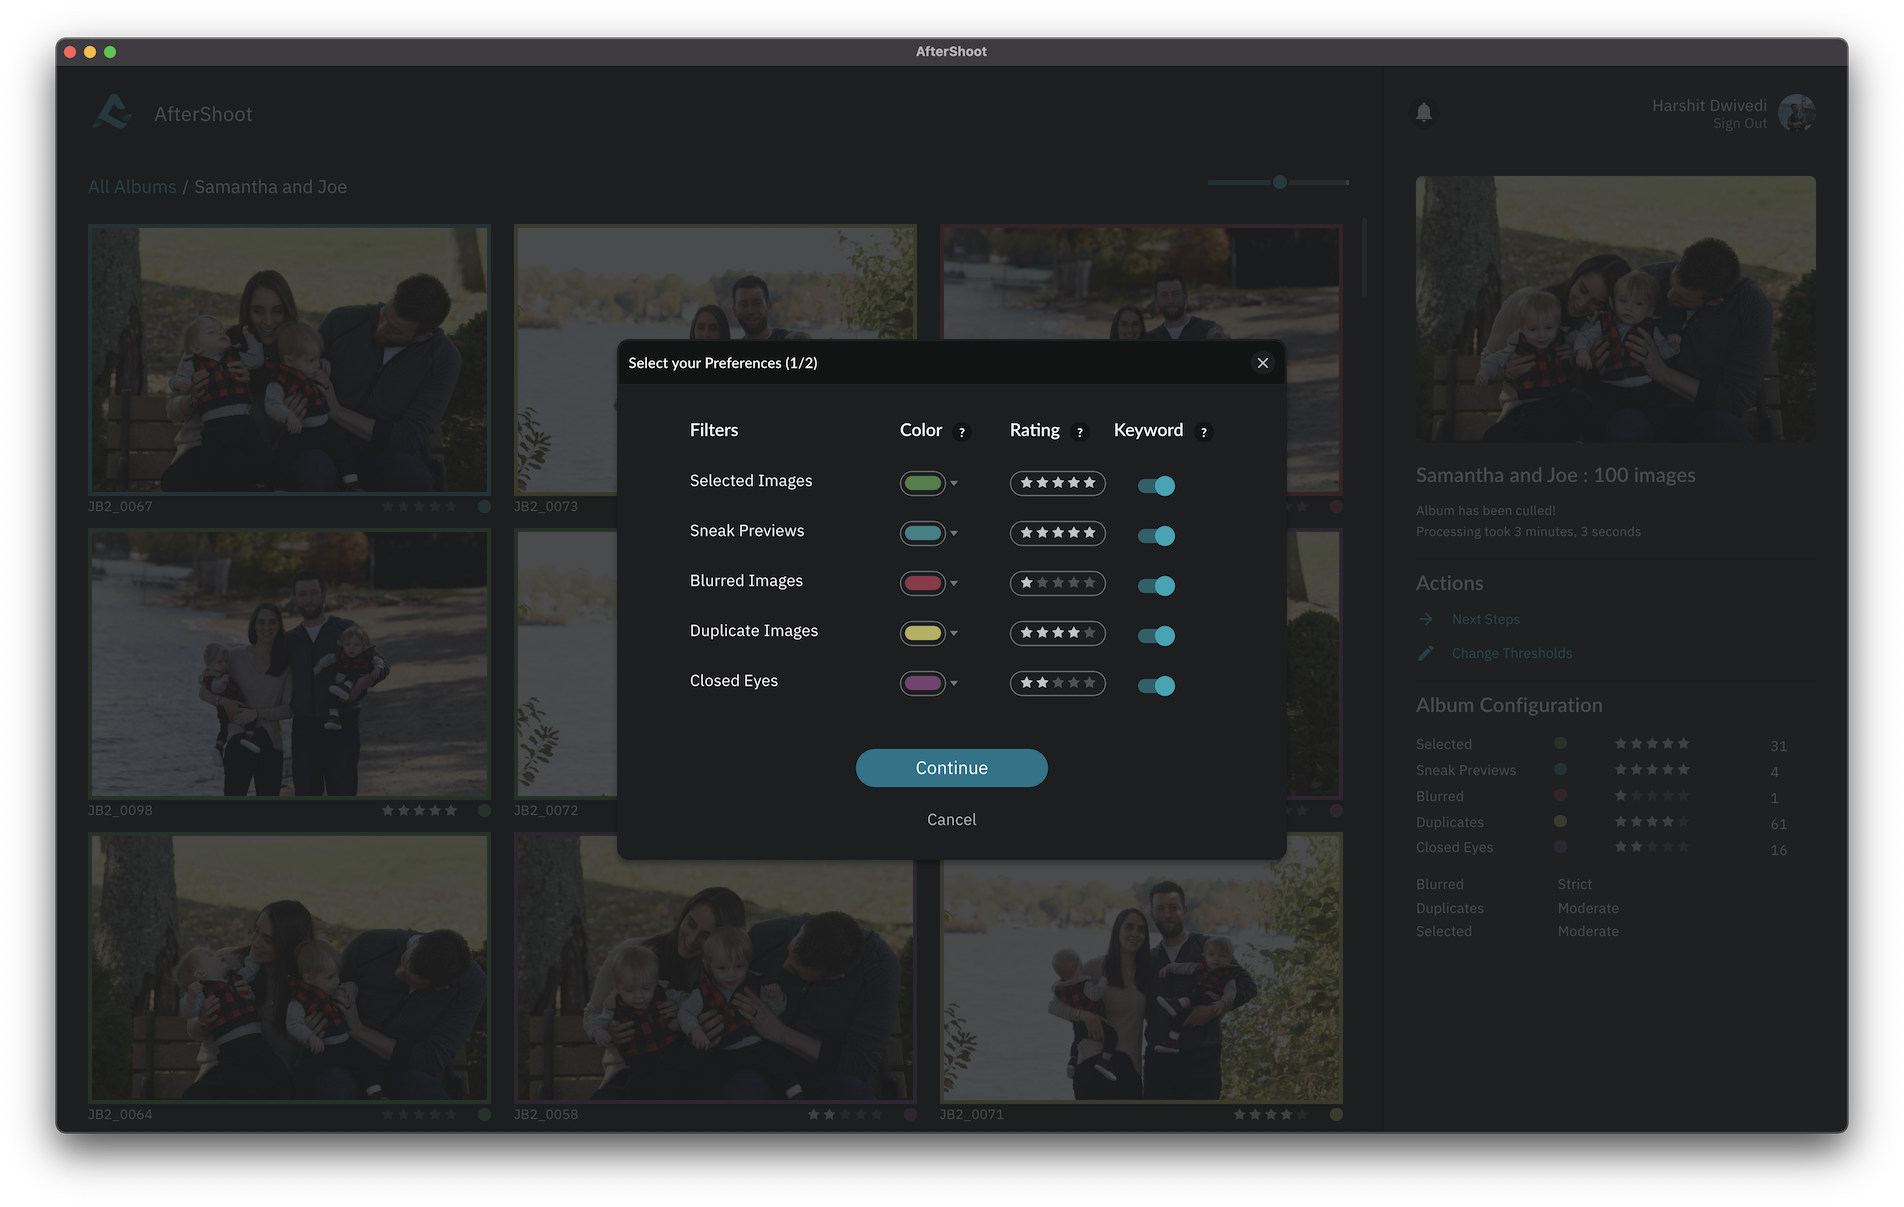 AfterShoot
AfterShoot
Harshit Dwivedi
Sign Out
All Albums / Samantha and Joe
JB2_0067
JB2_0073
JB2_0098
JB2_0072
JB2_0064
JB2_0058
JB2_0071
Select your Preferences (1/2)
Filters Color ? Rating ? Keyword ?
Selected Images
Sneak Previews
Blurred Images
Duplicate Images
Closed Eyes
Continue
Cancel
Samantha and Joe : 100 images
Album has been culled!
Processing took 3 minutes, 3 seconds
Actions
Next Steps
Change Thresholds
Album Configuration
Selected 31
Sneak Previews 4
Blurred 1
Duplicates 61
Closed Eyes 16
Blurred Strict
Duplicates Moderate
Selected Moderate